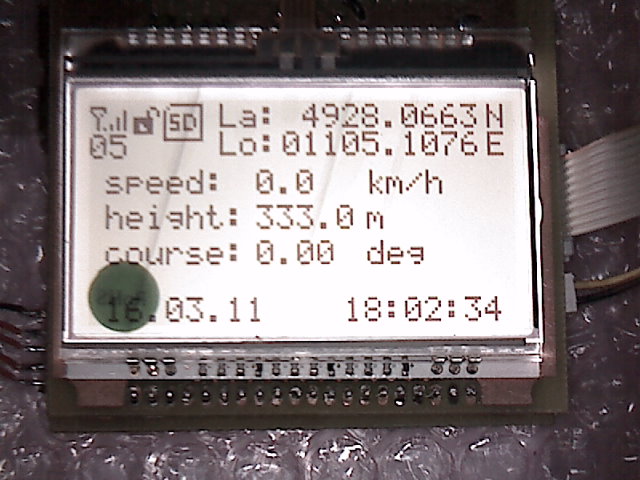 SD La: 4928.0663 N
05 Lo: 01105.1076 E
speed: 0.0 km/h
height: 333.0 m
course: 0.00 deg
16.03.11 18:02:34